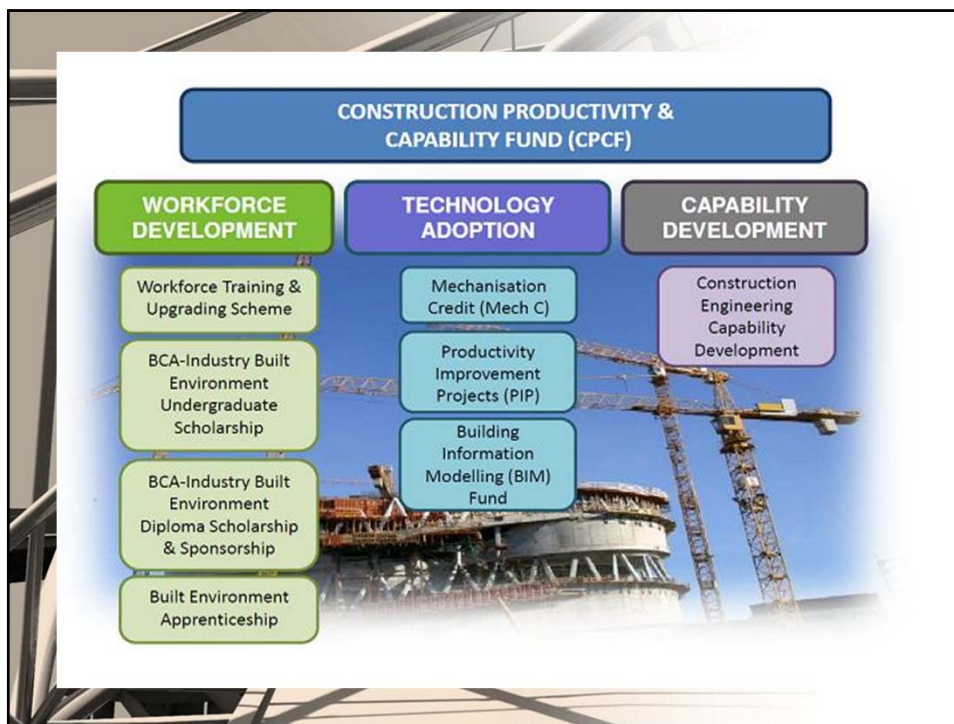 CONSTRUCTION PRODUCTIVITY &
CAPABILITY FUND (CPCF)
WORKFORCE
DEVELOPMENT
Workforce Training &
Upgrading Scheme
BCA-Industry Built
Environment
Undergraduate
Scholarship
BCA-Industry Built
Environment
Diploma Scholarship
& Sponsorship
Built Environment
Apprenticeship
TECHNOLOGY
ADOPTION
Mechanisation
Credit (Mech C)
Productivity
Improvement
Projects (PIP)
Building
Information
Modelling (BIM)
Fund
CAPABILITY
DEVELOPMENT
Construction
Engineering
Capability
Development